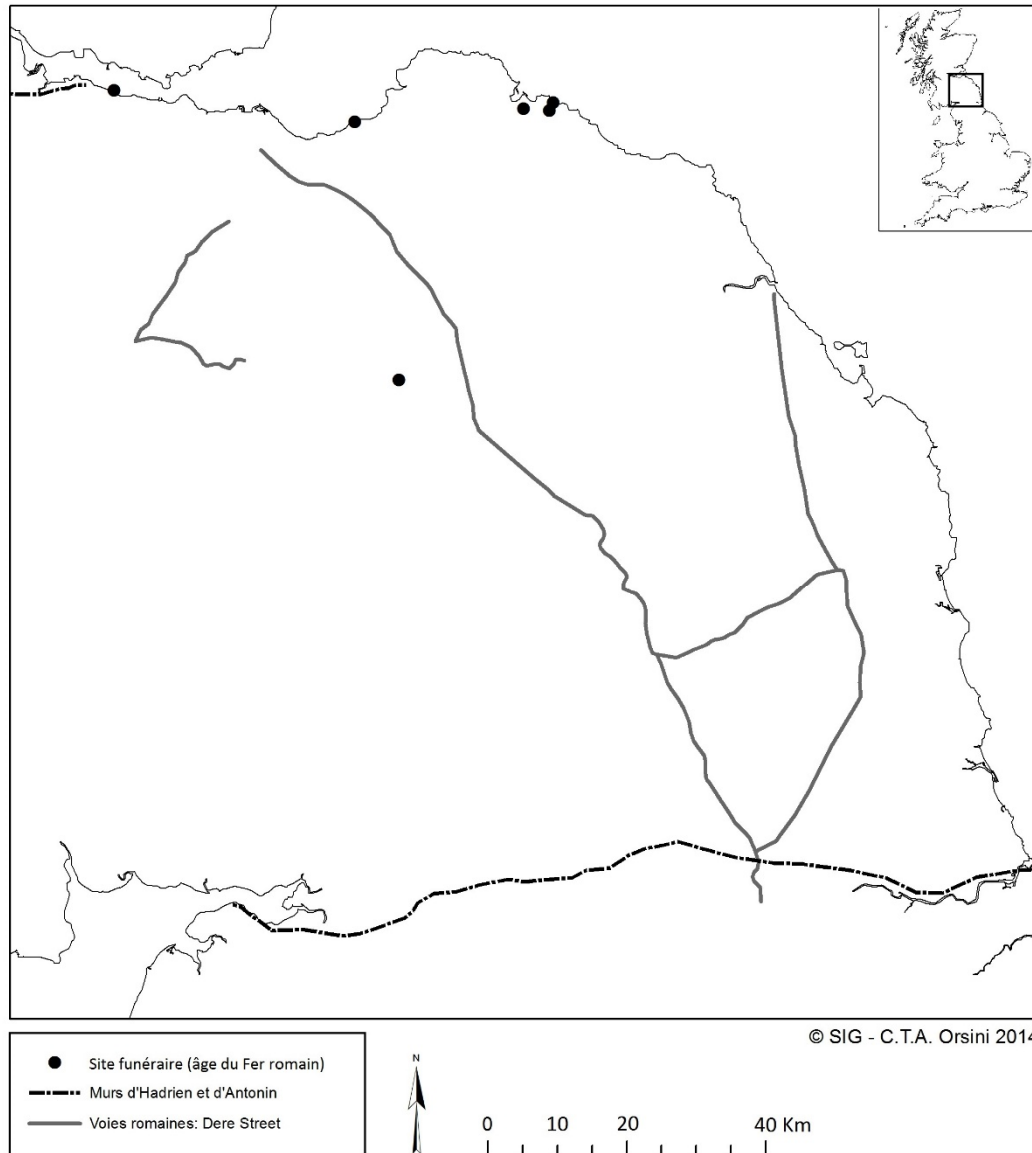 © SIG - C.T.A. Orsini 2014
Site funéraire (âge du Fer romain)
Murs d'Hadrien et d'Antonin
Voies romaines: Dere Street
N
0 10 20 40 Km